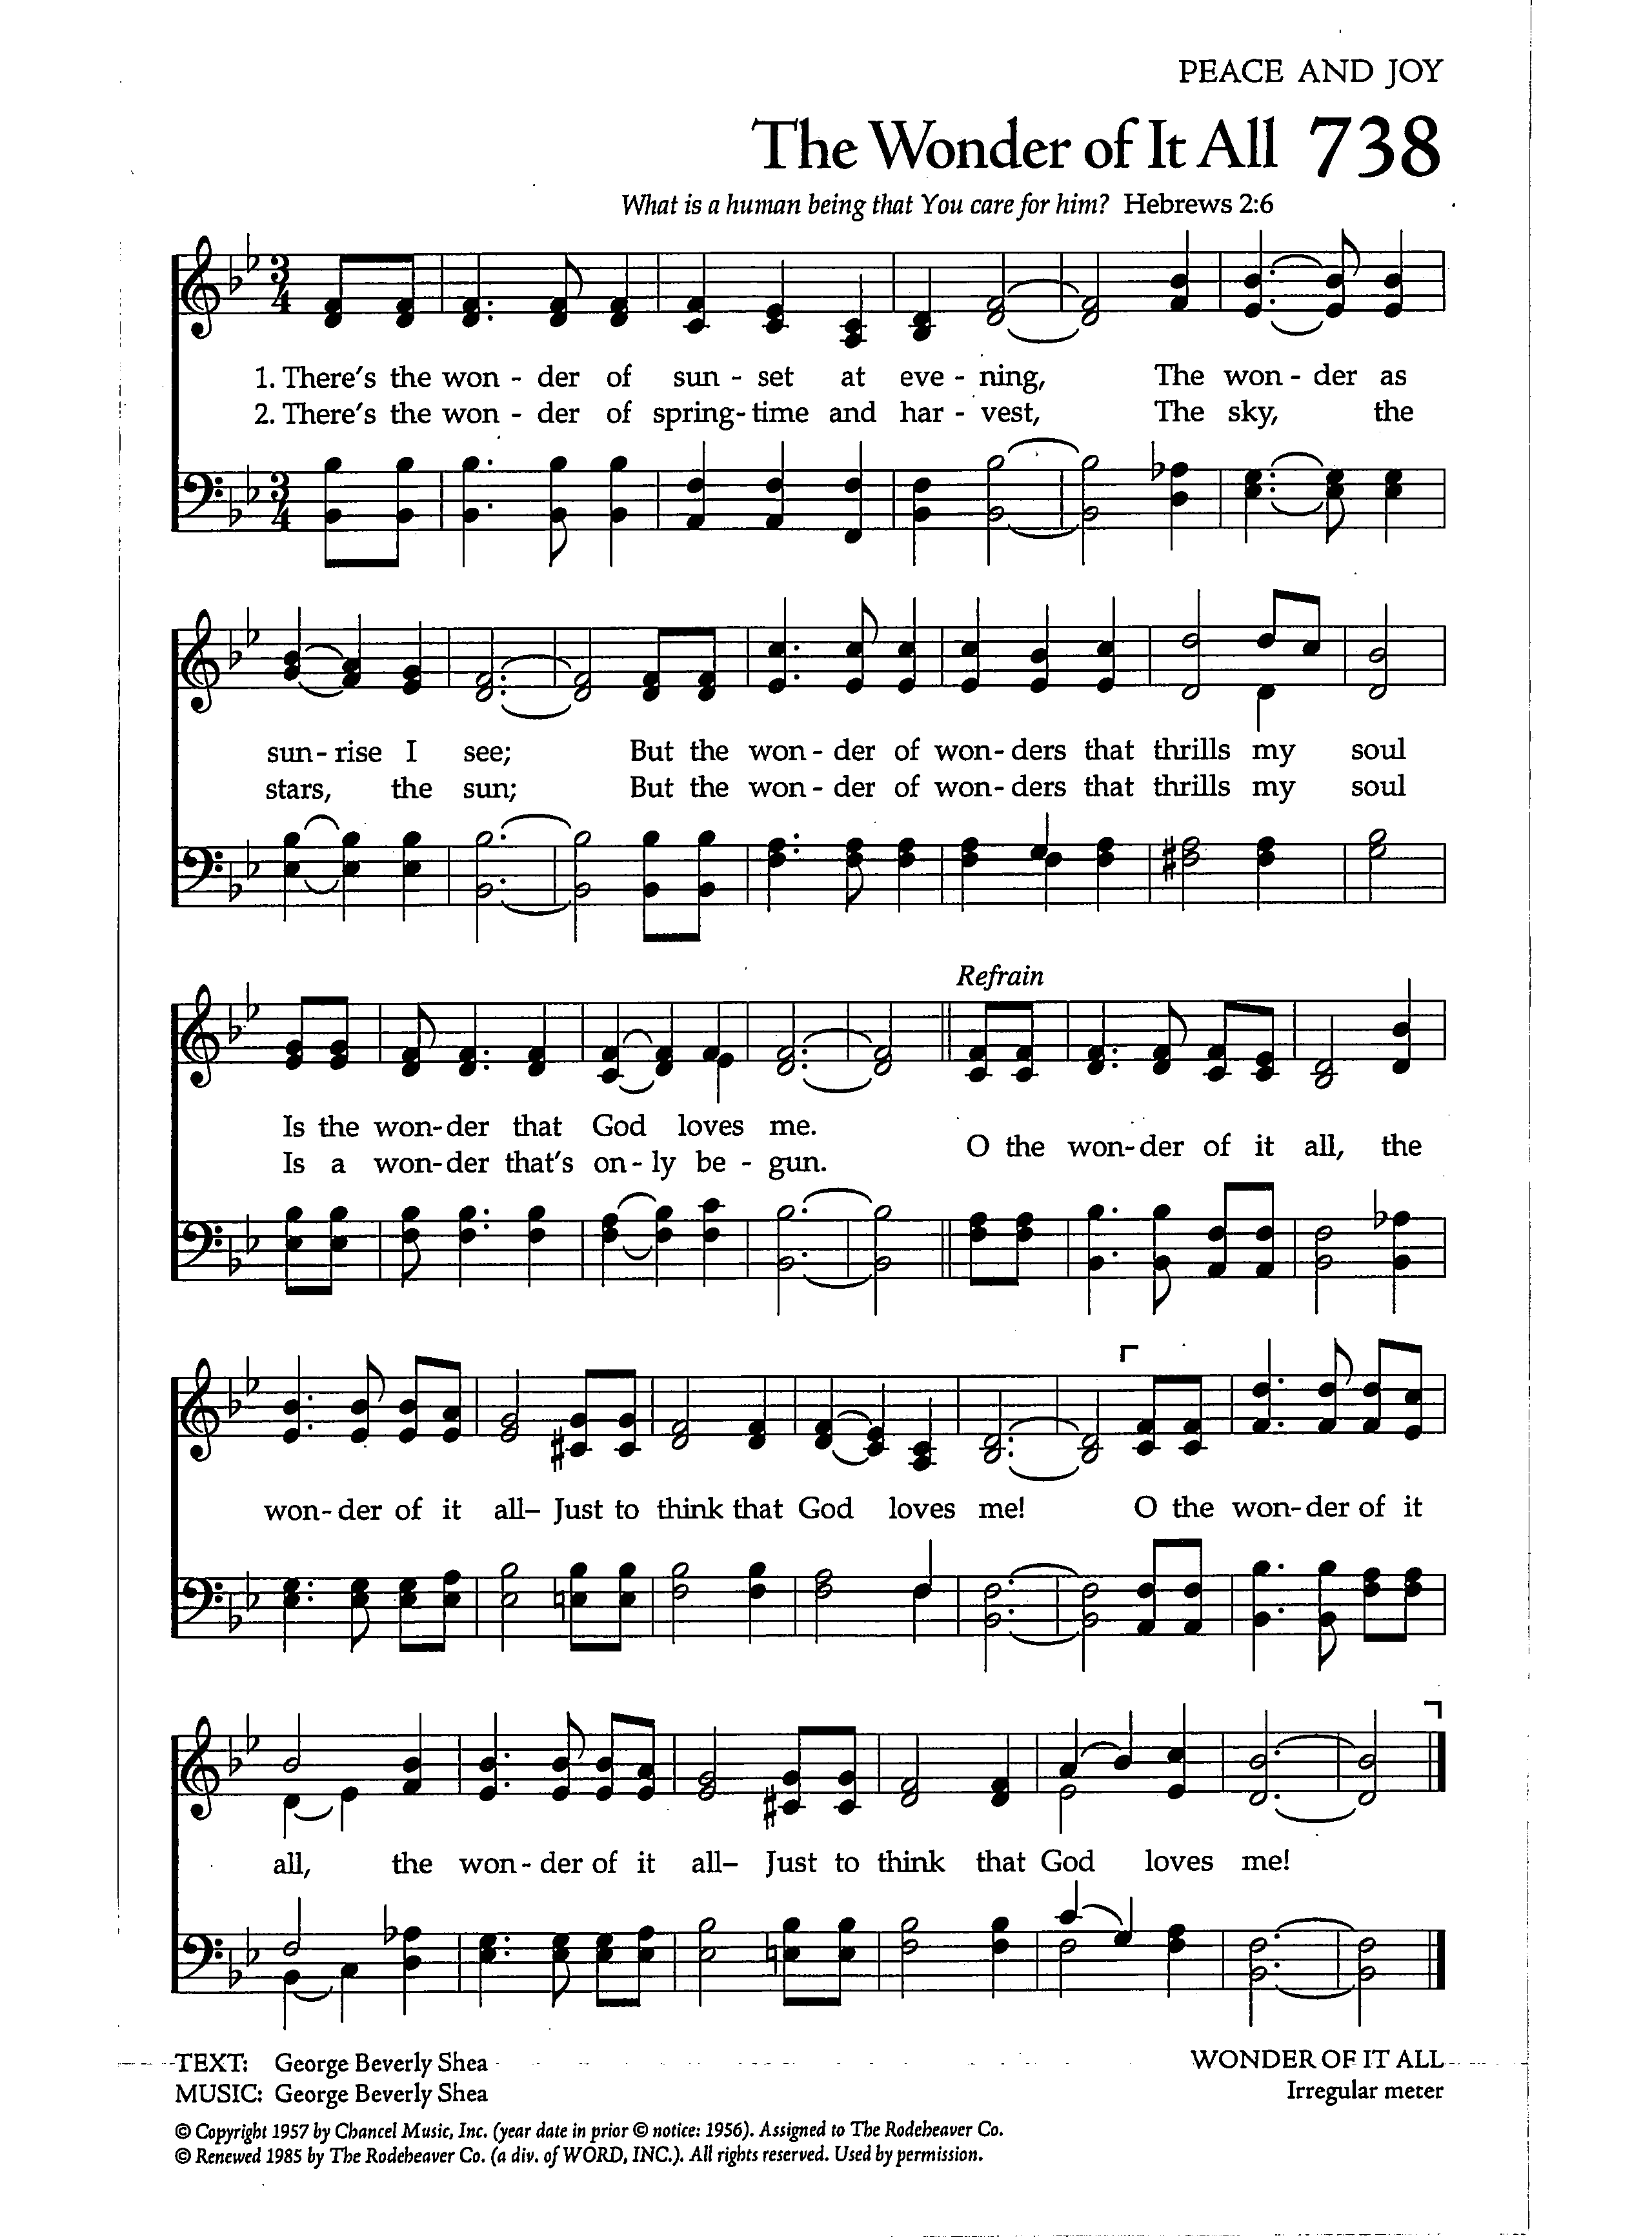 PEACE AND JOY
The Wonder of It All 738
What is a human being that You care for him? Hebrews 2:6
3 4
1. There's the won - der of sun - set at eve - ning, The won - der as
2. There's the won - der of spring - time and har - vest, The sky, the
3 4
sun - rise I see; But the won - der of won - ders that thrills my soul
stars, the sun; But the won - der of won - ders that thrills my soul
Refrain
Is the won - der that God loves me.
Is a won - der that's on - ly be - gun.
O the won - der of it all, the
won - der of it all– Just to think that God loves me! O the won - der of it
all, the won - der of it all– Just to think that God loves me!
TEXT: George Beverly Shea
MUSIC: George Beverly Shea
WONDER OF IT ALL
Irregular meter
© Copyright 1957 by Chancel Music, Inc. (year date in prior © notice: 1956). Assigned to The Rodeheaver Co.
© Renewed 1985 by The Rodeheaver Co. (a div. of WORD, INC.). All rights reserved. Used by permission.